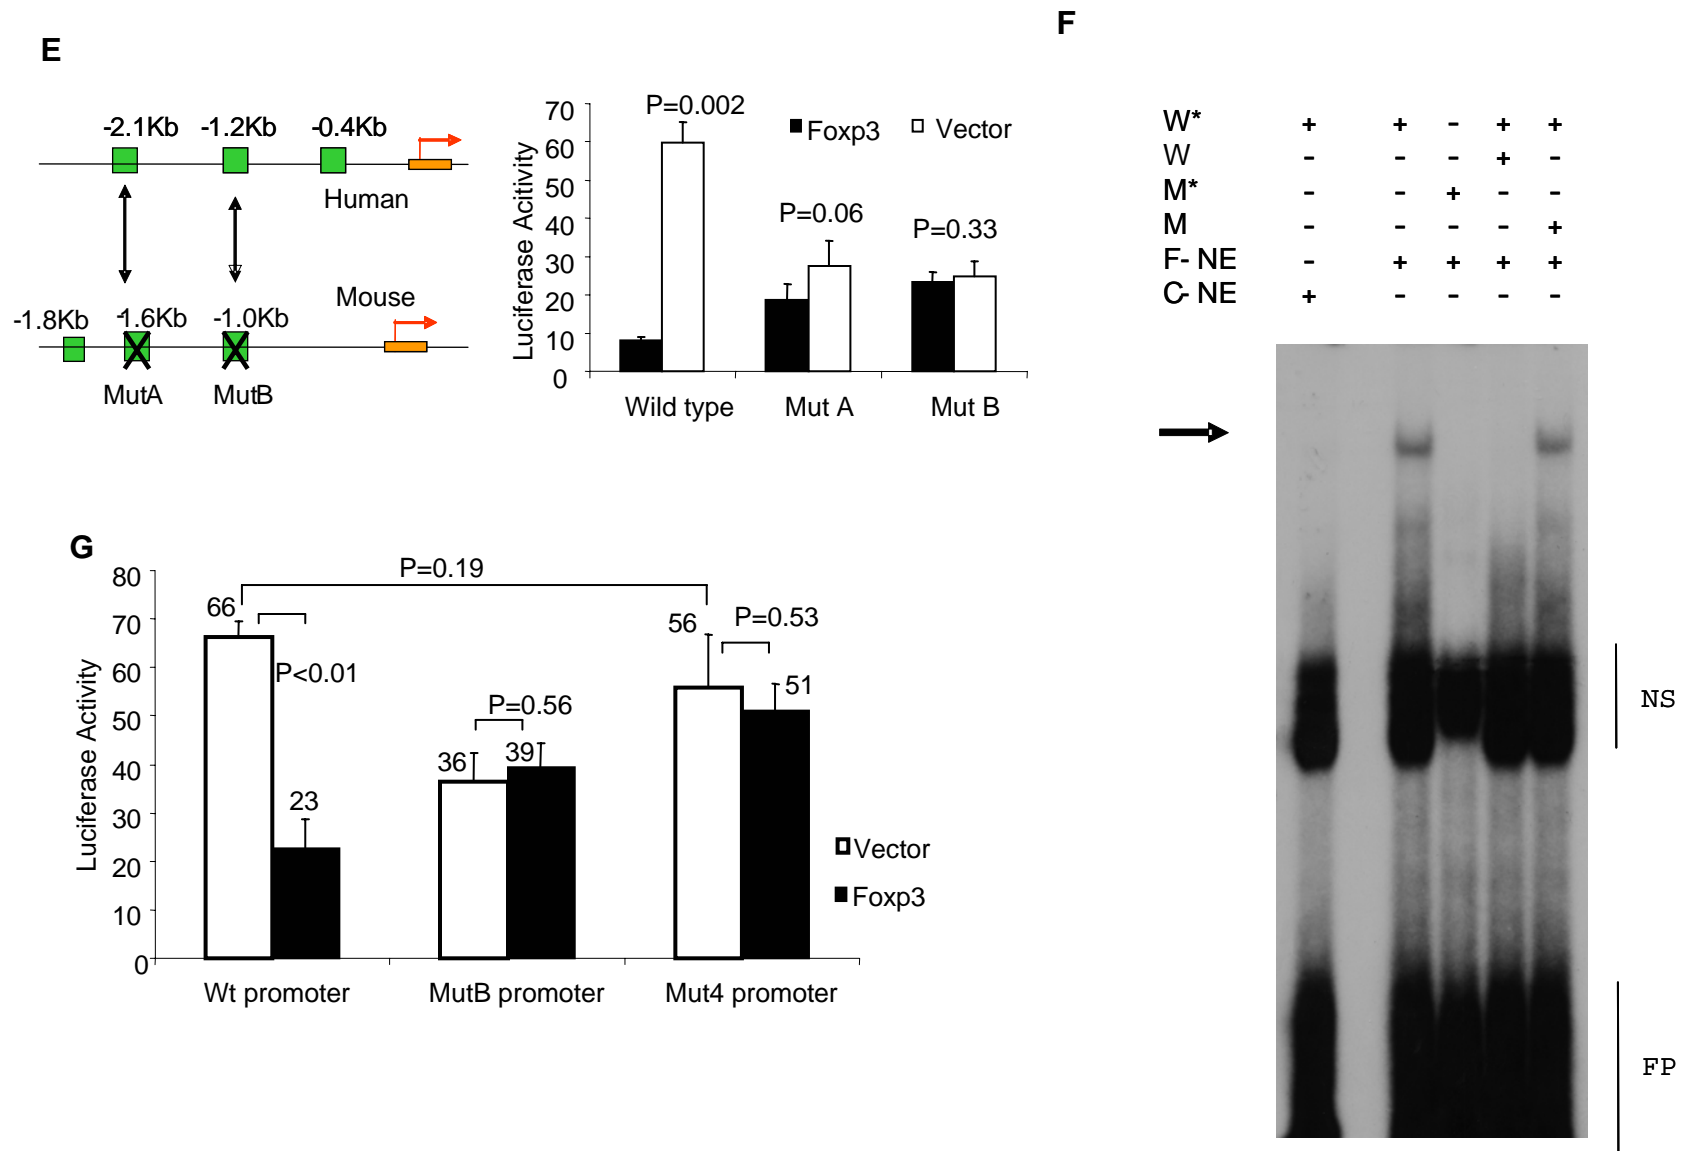 E
-2.1Kb -1.2Kb -0.4Kb
Human
Mouse
-1.8Kb -1.6Kb -1.0Kb
MutA MutB
Luciferase Acitivity
70
60
50
40
30
20
10
0
P=0.002
Foxp3 Vector
P=0.06
P=0.33
Wild type Mut A Mut B
F
W* + + - + +
W - - - + -
M* - - + - -
M - - - - +
F- NE - + + + +
C- NE + - - - -
NS
FP
G
Luciferase Activity
80
70
60
50
40
30
20
10
0
P=0.19
66
P<0.01
23
P=0.56
36
39
56
P=0.53
51
Vector
Foxp3
Wt promoter MutB promoter Mut4 promoter